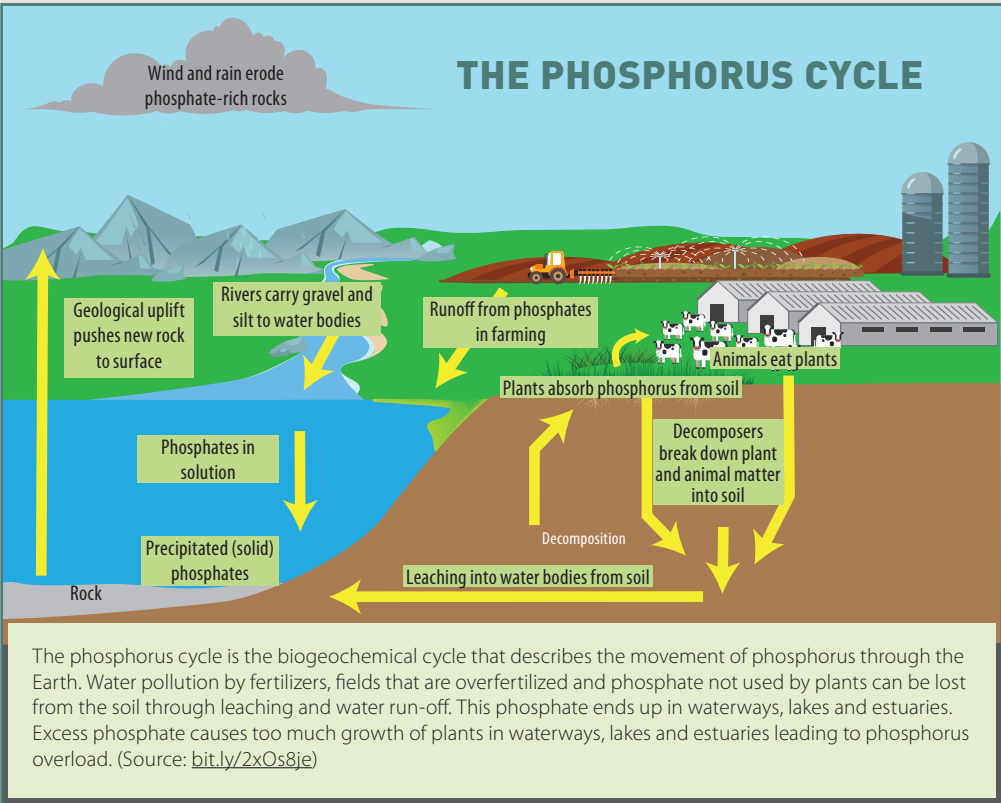 THE PHOSPHORUS CYCLE
Wind and rain erode
phosphate-rich rocks
Geological uplift
pushes new rock
to surface
Rivers carry gravel and
silt to water bodies
Runoff from phosphates
in farming
Animals eat plants
Plants absorb phosphorus from soil
Phosphates in
solution
Decomposers
break down plant
and animal matter
into soil
Decomposition
Precipitated (solid)
phosphates
Leaching into water bodies from soil
Rock
The phosphorus cycle is the biogeochemical cycle that describes the movement of phosphorus through the
Earth. Water pollution by fertilizers, fields that are overfertilized and phosphate not used by plants can be lost
from the soil through leaching and water run-off. This phosphate ends up in waterways, lakes and estuaries.
Excess phosphate causes too much growth of plants in waterways, lakes and estuaries leading to phosphorus
overload. (Source: bit.ly/2xOs8je)